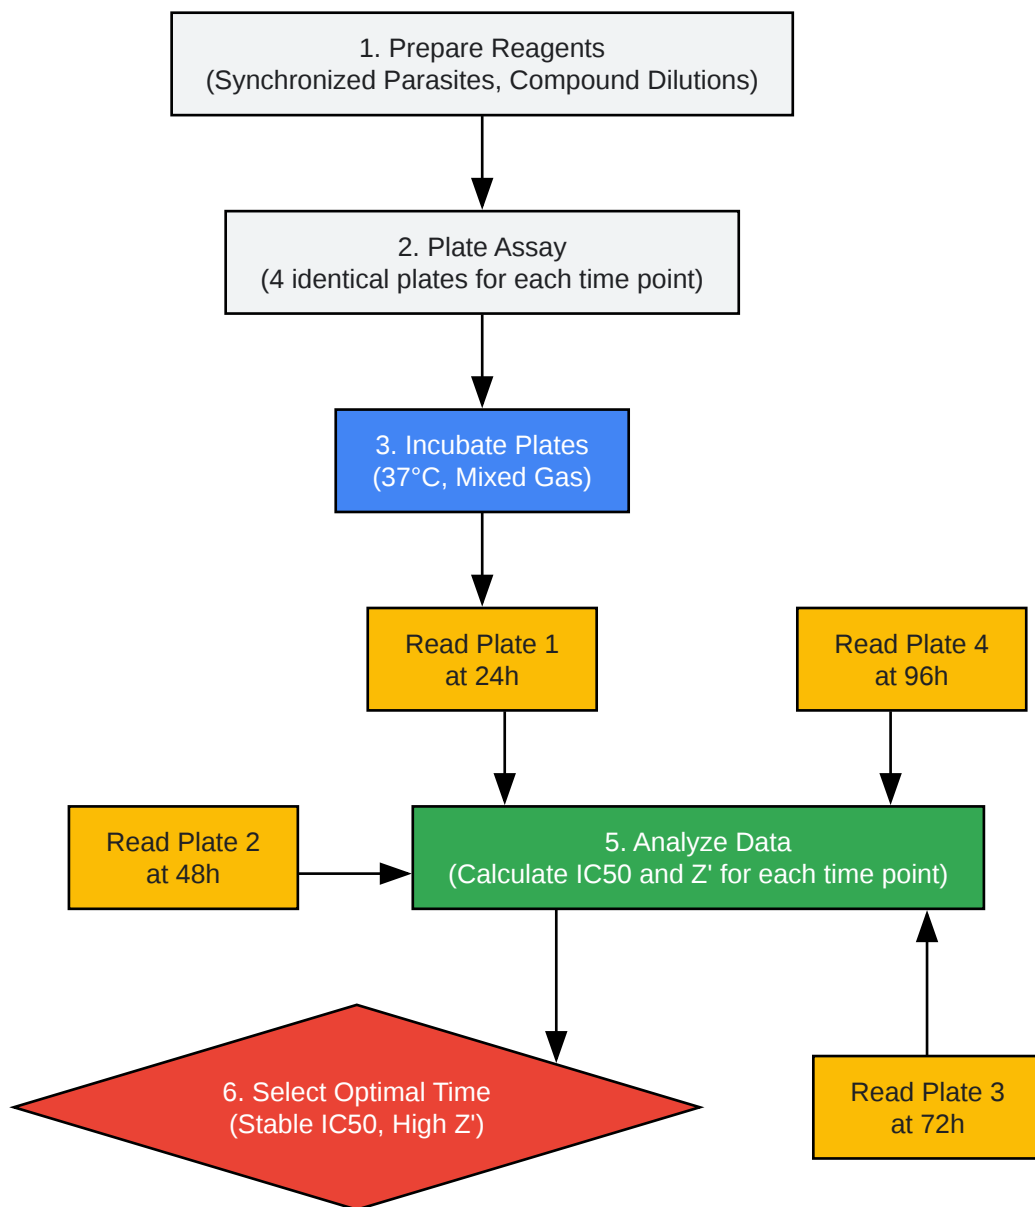 1. Prepare Reagents
(Synchronized Parasites, Compound Dilutions)
2. Plate Assay
(4 identical plates for each time point)
3. Incubate Plates
(37°C, Mixed Gas)
Read Plate 1
at 24h
Read Plate 4
at 96h
Read Plate 2
at 48h
5. Analyze Data
(Calculate IC50 and Z' for each time point)
6. Select Optimal Time
(Stable IC50, High Z')
Read Plate 3
at 72h